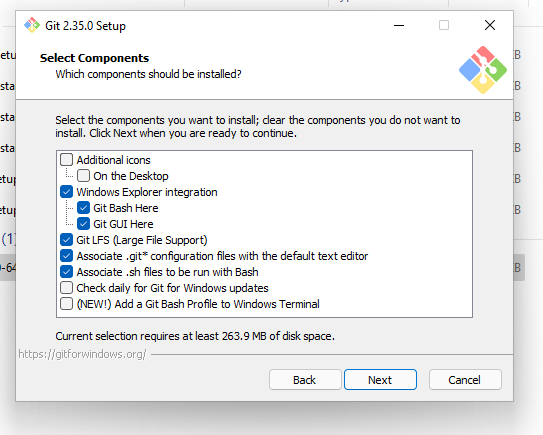 Git 2.35.0 Setup
Select Components
Which components should be installed?
Select the components you want to install; clear the components you do not want to
install. Click Next when you are ready to continue.
Additional icons
On the Desktop
Windows Explorer integration
Git Bash Here
Git GUI Here
Git LFS (Large File Support)
Associate .git* configuration files with the default text editor
Associate .sh files to be run with Bash
Check daily for Git for Windows updates
(NEW!) Add a Git Bash Profile to Windows Terminal
Current selection requires at least 263.9 MB of disk space.
https://gitforwindows.org/
Back
Next
Cancel